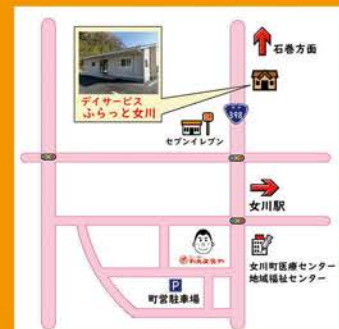 石巻方面
デイサービス
ふらっと女川
398
セブンイレブン
女川駅
P
町営駐車場
女川町医療センター
地域福祉センター